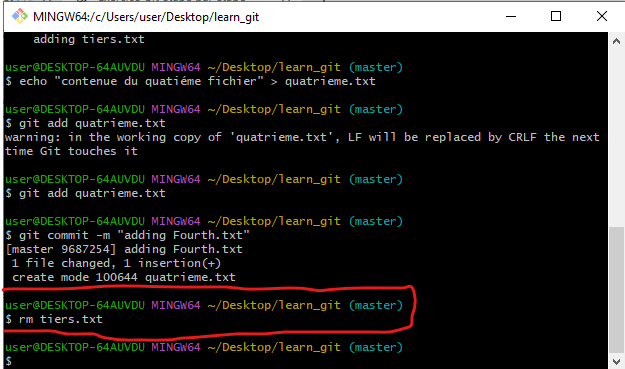 MINGW64:/c/Users/user/Desktop/learn_git
adding tiers.txt
user@DESKTOP-64AUVDU MINGW64 ~/Desktop/learn_git (master)
$ echo "contenue du quatiéme fichier" > quatrieme.txt
user@DESKTOP-64AUVDU MINGW64 ~/Desktop/learn_git (master)
$ git add quatrieme.txt
warning: in the working copy of 'quatrieme.txt', LF will be replaced by CRLF the next
time Git touches it
user@DESKTOP-64AUVDU MINGW64 ~/Desktop/learn_git (master)
$ git add quatrieme.txt
user@DESKTOP-64AUVDU MINGW64 ~/Desktop/learn_git (master)
$ git commit -m "adding Fourth.txt"
[master 9687254] adding Fourth.txt
1 file changed, 1 insertion(+)
create mode 100644 quatrieme.txt
user@DESKTOP-64AUVDU MINGW64 ~/Desktop/learn_git (master)
$ rm tiers.txt
user@DESKTOP-64AUVDU MINGW64 ~/Desktop/learn_git (master)
$